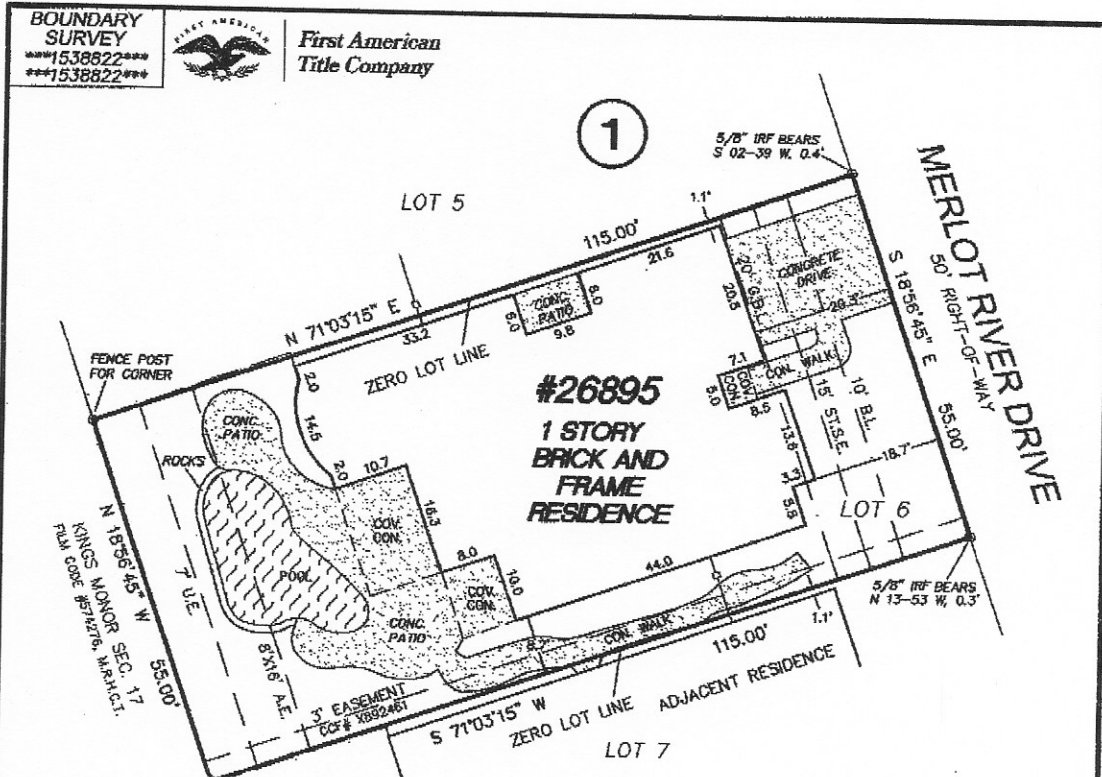 BOUNDARY
SURVEY
***1538822***
***1538822***
FIRST AMERICAN
First American
Title Company
1
5/8" IRF BEARS
S 02-39 W, 0.4'
MERLOT RIVER DRIVE
50' RIGHT-OF-WAY
LOT 5
1.1'
115.00'
21.6
N 71°03'15" E
33.2
ZERO LOT LINE
CONC.
PATIO
6.0
6.0
9.8
20' G.B.L.
20.5
CONCRETE
DRIVE
20.3'
S 18°56'45" E
55.00'
FENCE POST
FOR CORNER
2.0
14.5
2.0
10.7
16.3
8.0
10.0
CONC.
PATIO
ROCKS
POOL
COV.
CON.
COV.
CON.
CONC.
PATIO
#26895
1 STORY
BRICK AND
FRAME
RESIDENCE
7.1
5.0
COV.
CON.
8.5
CON. WALK
13.6
15' ST.S.E.
10' B.L.
3.3
18.7'
LOT 6
44.0
5/8" IRF BEARS
N 13-53 W, 0.3'
N 18°56'45" W
55.00'
KINGS MONOR SEC. 17
FILM CODE #574276, M.R.H.C.T.
7' U.E.
8'X16' A.E.
3' EASEMENT
CCF# X892461
CON. WALK
1.1'
115.00'
S 71°03'15" W
ZERO LOT LINE
ADJACENT RESIDENCE
LOT 7